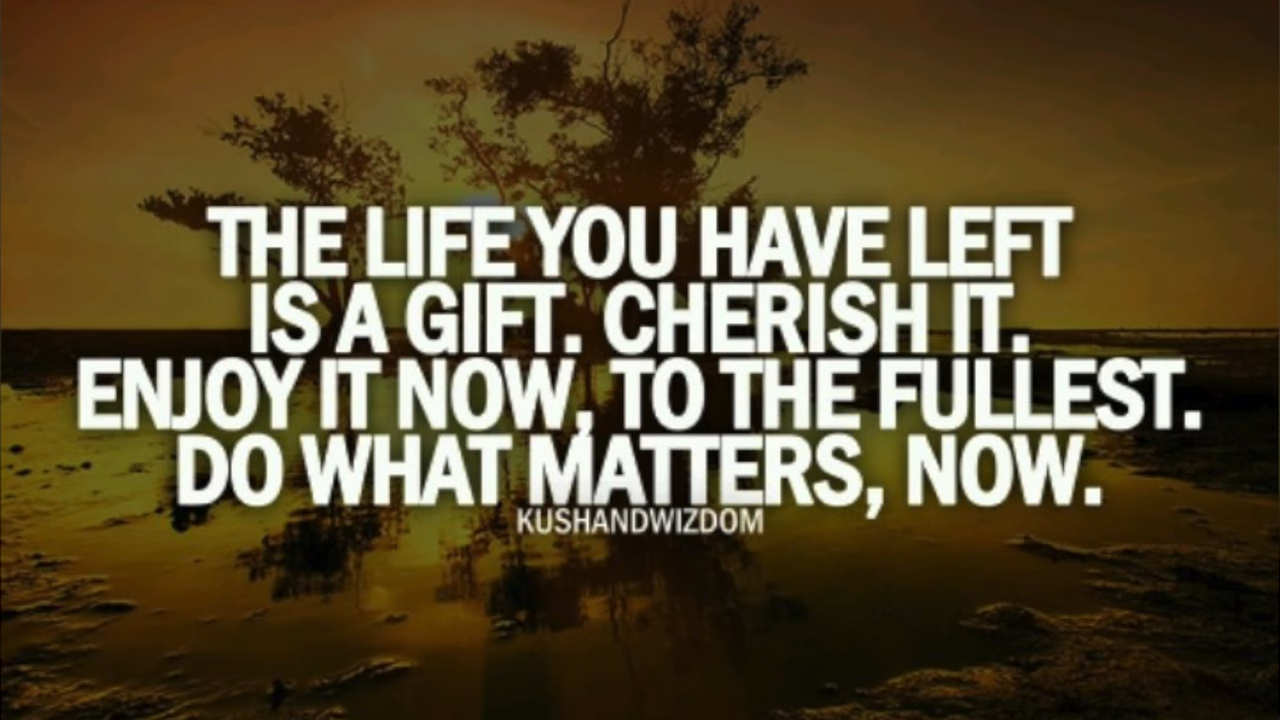 THE LIFE YOU HAVE LEFT
IS A GIFT. CHERISH IT.
ENJOY IT NOW, TO THE FULLEST.
DO WHAT MATTERS, NOW.
KUSHANDWIZDOM